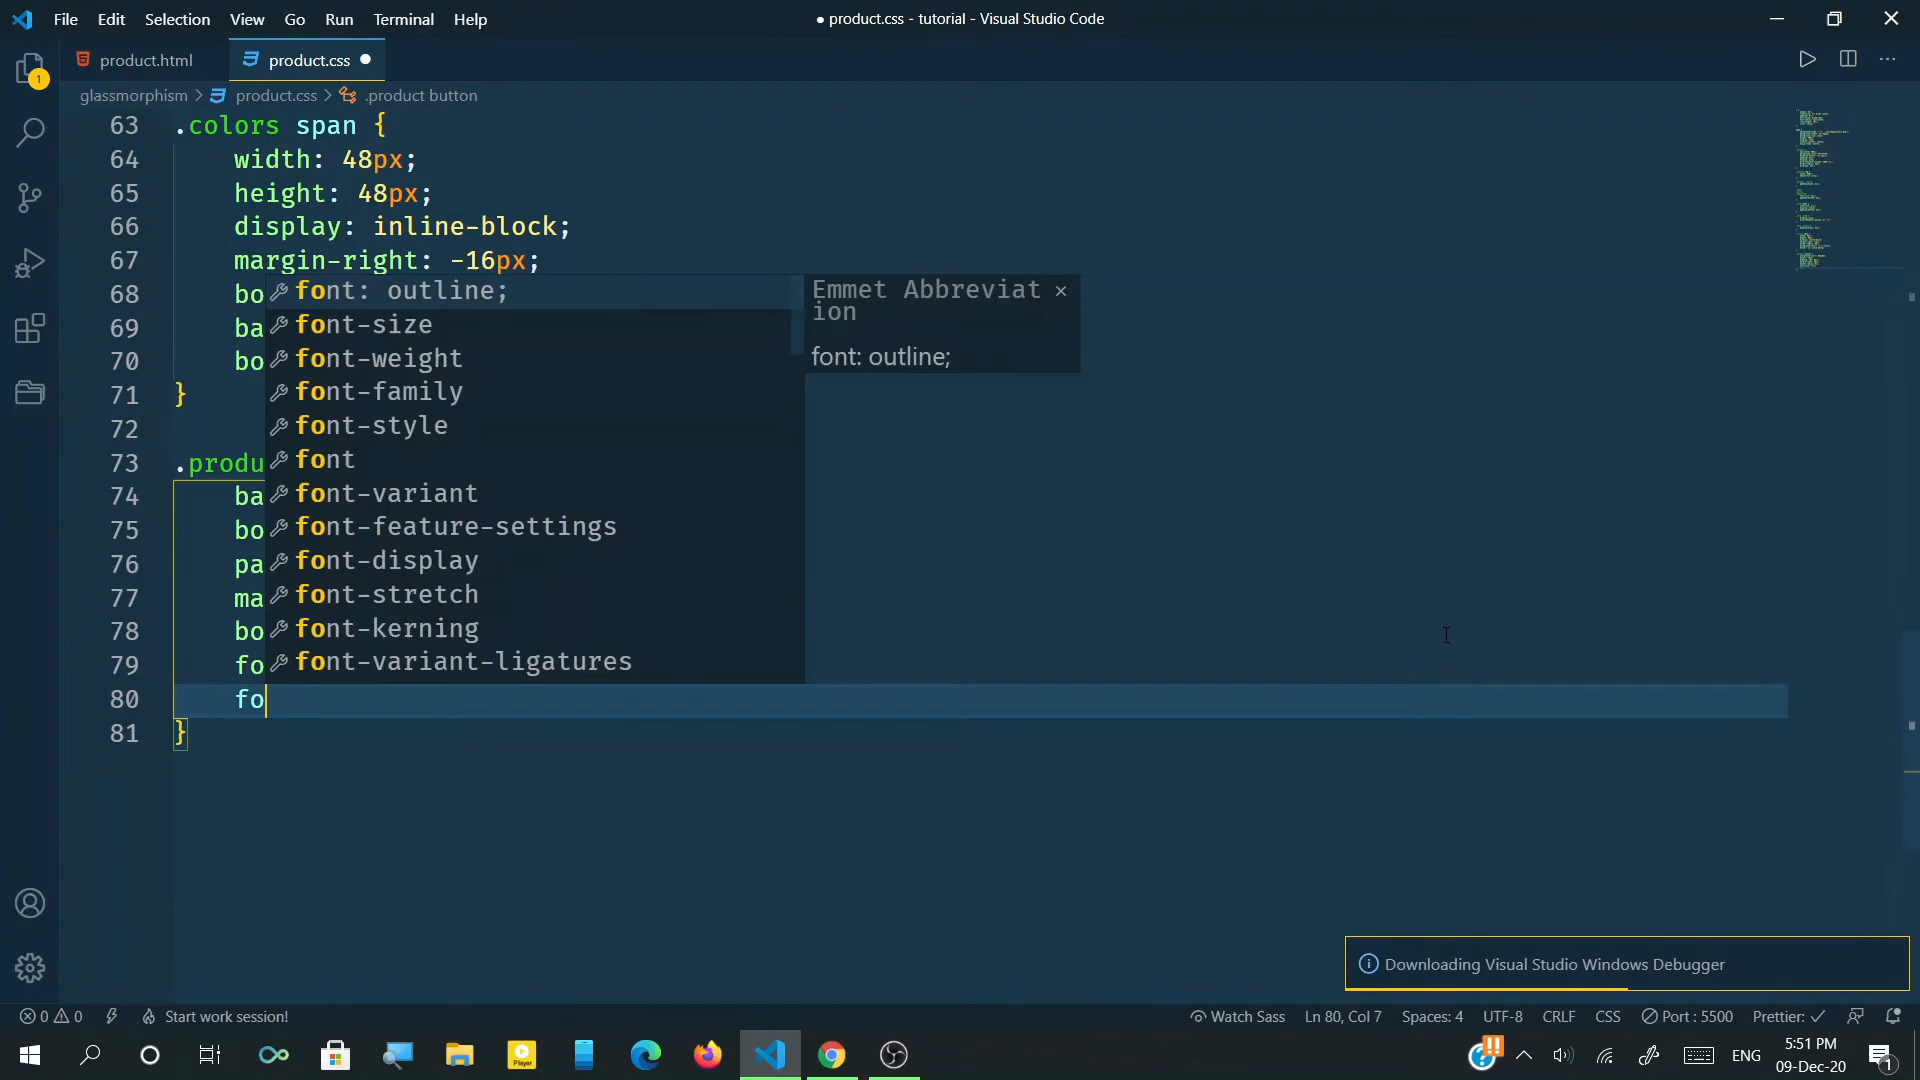 File Edit Selection View Go Run Terminal Help
● product.css - tutorial - Visual Studio Code
product.html
product.css ●
glassmorphism > product.css > .product button
63 .colors span {
64 width: 48px;
65 height: 48px;
66 display: inline-block;
67 margin-right: -16px;
68 bo
69 ba
70 bo
71 }
72
73 .produ
74 ba
75 bo
76 pa
77 ma
78 bo
79 fo
80 fo
81 }
font: outline;
font-size
font-weight
font-family
font-style
font
font-variant
font-feature-settings
font-display
font-stretch
font-kerning
font-variant-ligatures
Emmet Abbreviat
ion
font: outline;
1
Downloading Visual Studio Windows Debugger
0 0 Start work session!
Watch Sass Ln 80, Col 7 Spaces: 4 UTF-8 CRLF CSS Port : 5500 Prettier: ✓
Player
ENG
5:51 PM
09-Dec-20
1